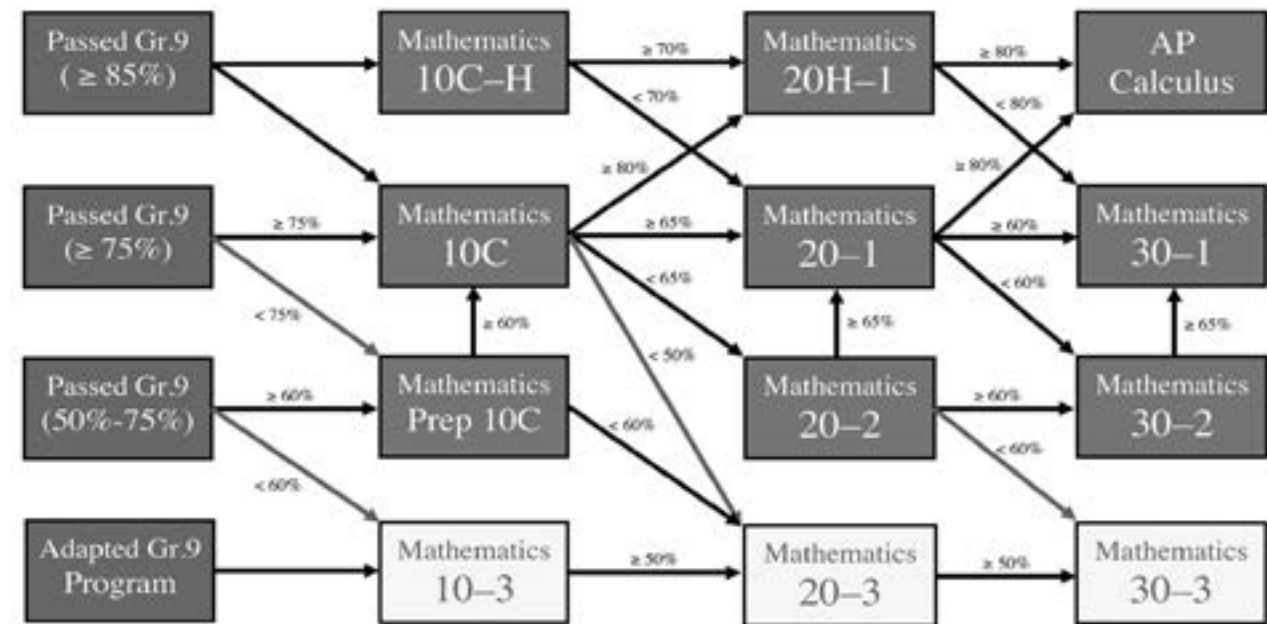 Passed Gr.9
(≥ 85%)
Mathematics
10C–H
≥ 70%
< 70%
Mathematics
20H–1
≥ 80%
< 80%
AP
Calculus
≥ 80%
≥ 80%
Passed Gr.9
(≥ 75%)
≥ 75%
< 75%
Mathematics
10C
≥ 65%
< 65%
< 50%
Mathematics
20–1
≥ 60%
< 60%
Mathematics
30–1
≥ 60%
≥ 65%
≥ 65%
Passed Gr.9
(50%-75%)
≥ 60%
< 60%
Mathematics
Prep 10C
< 60%
Mathematics
20–2
≥ 60%
< 60%
Mathematics
30–2
Adapted Gr.9
Program
Mathematics
10–3
≥ 50%
Mathematics
20–3
≥ 50%
Mathematics
30–3